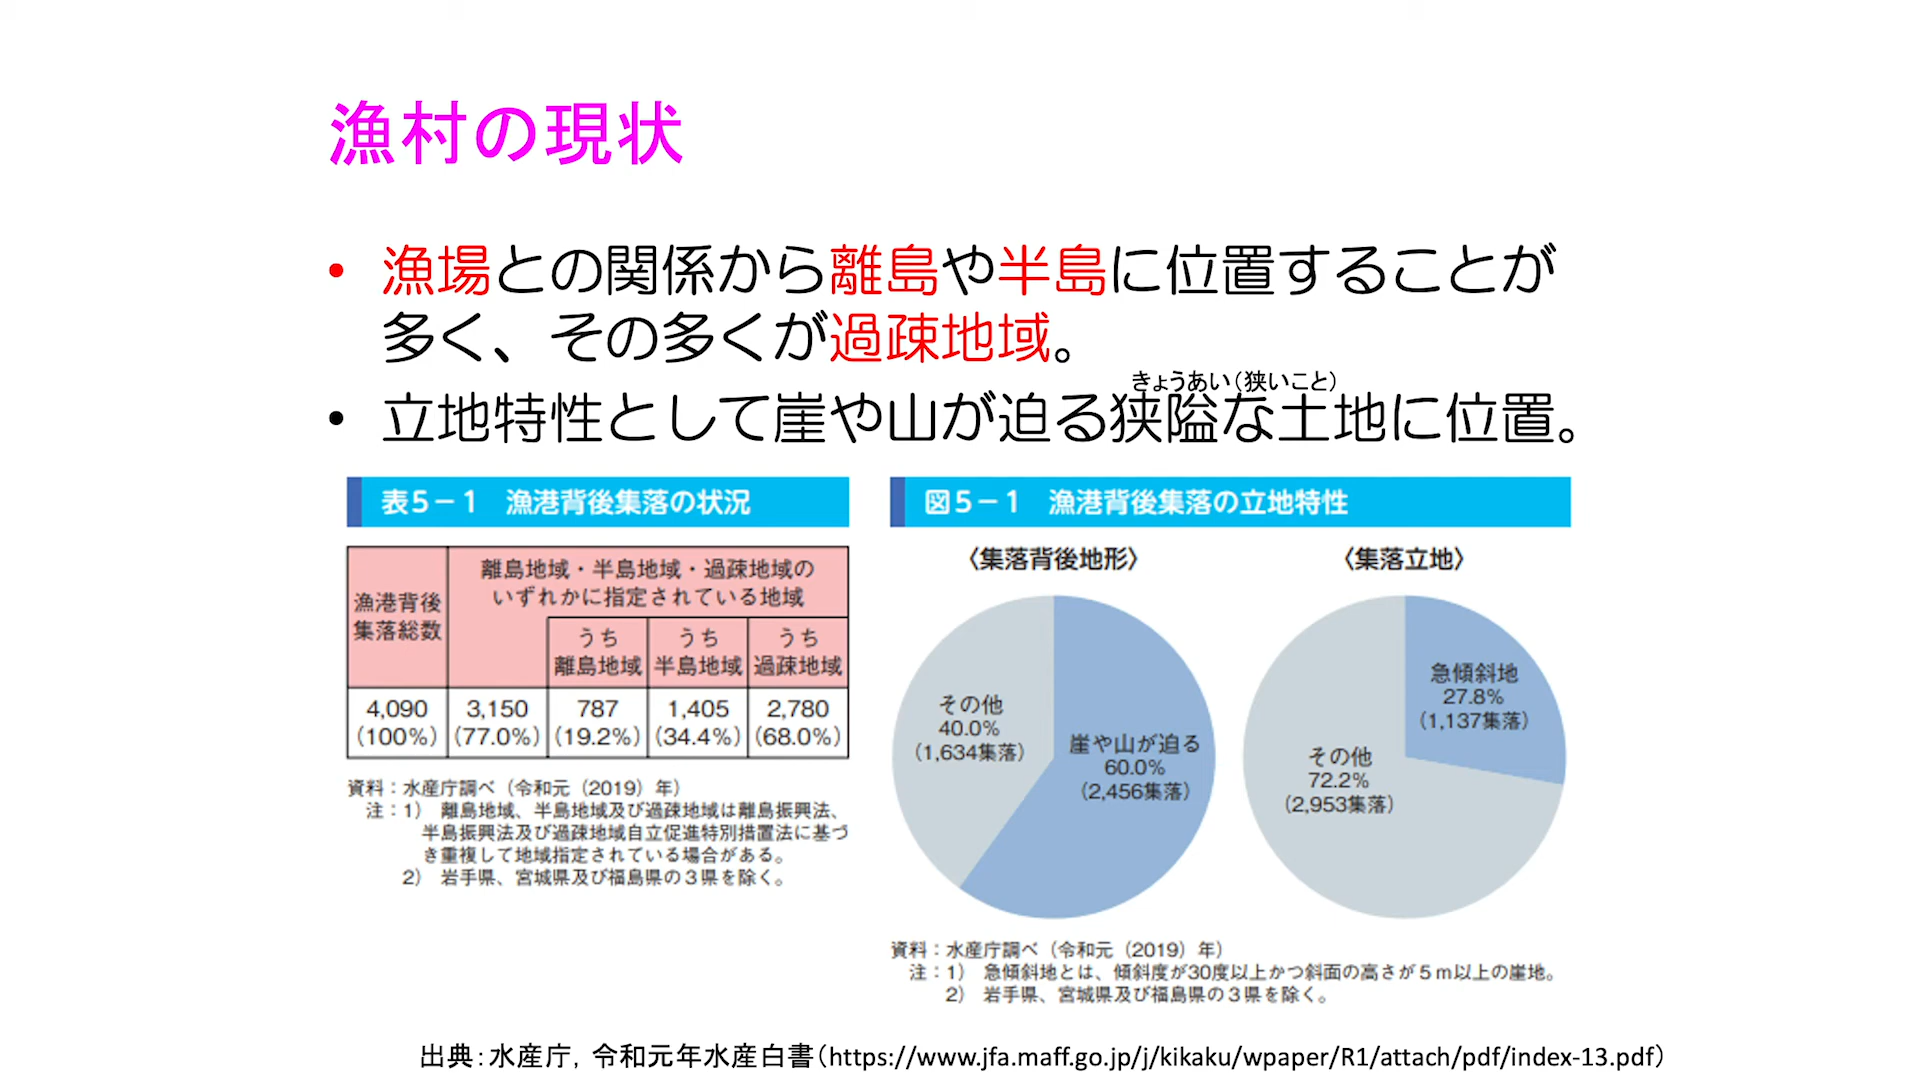 漁村の現状
• 漁場との関係から離島や半島に位置することが
多く、その多くが過疎地域。
きょうあい（狭いこと）
• 立地特性として崖や山が迫る狭隘な土地に位置。
表５－１　漁港背後集落の状況
漁港背後
集落総数
離島地域・半島地域・過疎地域の
いずれかに指定されている地域
うち
離島地域
うち
半島地域
うち
過疎地域
4,090 3,150 787 1,405 2,780
（100%） （77.0%） （19.2%） （34.4%） （68.0%）
資料：水産庁調べ（令和元（2019）年）
注：1）　離島地域、半島地域及び過疎地域は離島振興法、
半島振興法及び過疎地域自立促進特別措置法に基づ
き重複して地域指定されている場合がある。
2）　岩手県、宮城県及び福島県の３県を除く。
図５－１　漁港背後集落の立地特性
〈集落背後地形〉
その他
40.0%
（1,634集落）
崖や山が迫る
60.0%
（2,456集落）
〈集落立地〉
急傾斜地
27.8%
（1,137集落）
その他
72.2%
（2,953集落）
資料：水産庁調べ（令和元（2019）年）
注：1）　急傾斜地とは、傾斜度が30度以上かつ斜面の高さが５ｍ以上の崖地。
2）　岩手県、宮城県及び福島県の３県を除く。
出典：水産庁，令和元年水産白書（https://www.jfa.maff.go.jp/j/kikaku/wpaper/R1/attach/pdf/index-13.pdf）